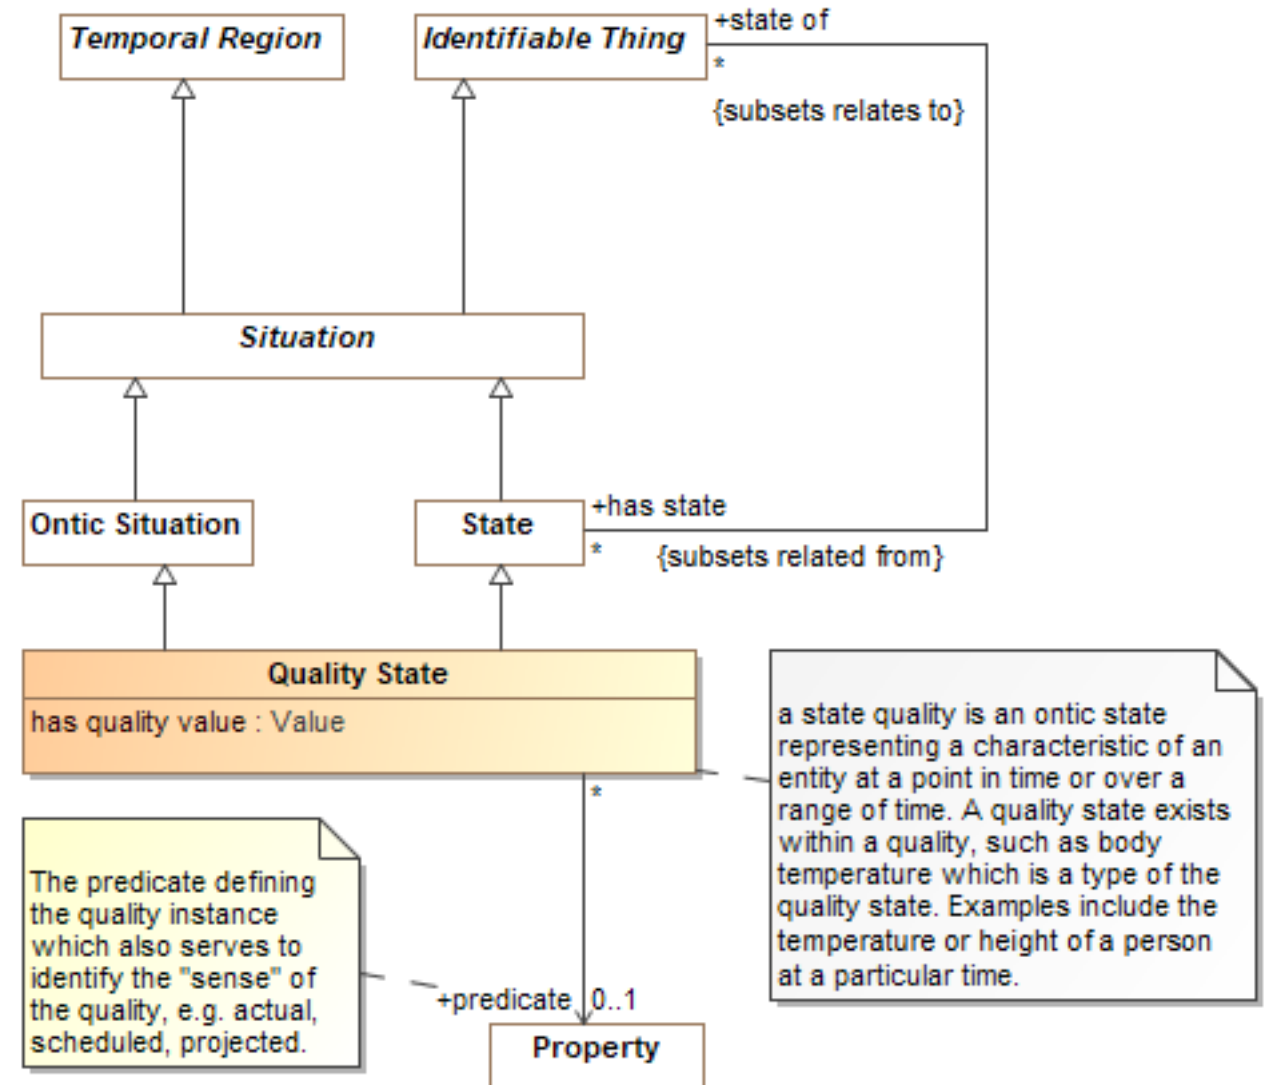 Temporal Region
Identifiable Thing
+state of
*
{subsets relates to}
Situation
Ontic Situation
State
+has state
*
{subsets related from}
Quality State
has quality value : Value
*
a state quality is an ontic state
representing a characteristic of an
entity at a point in time or over a
range of time. A quality state exists
within a quality, such as body
temperature which is a type of the
quality state. Examples include the
temperature or height of a person
at a particular time.
The predicate defining
the quality instance
which also serves to
identify the "sense" of
the quality, e.g. actual,
scheduled, projected.
+predicate
0..1
Property